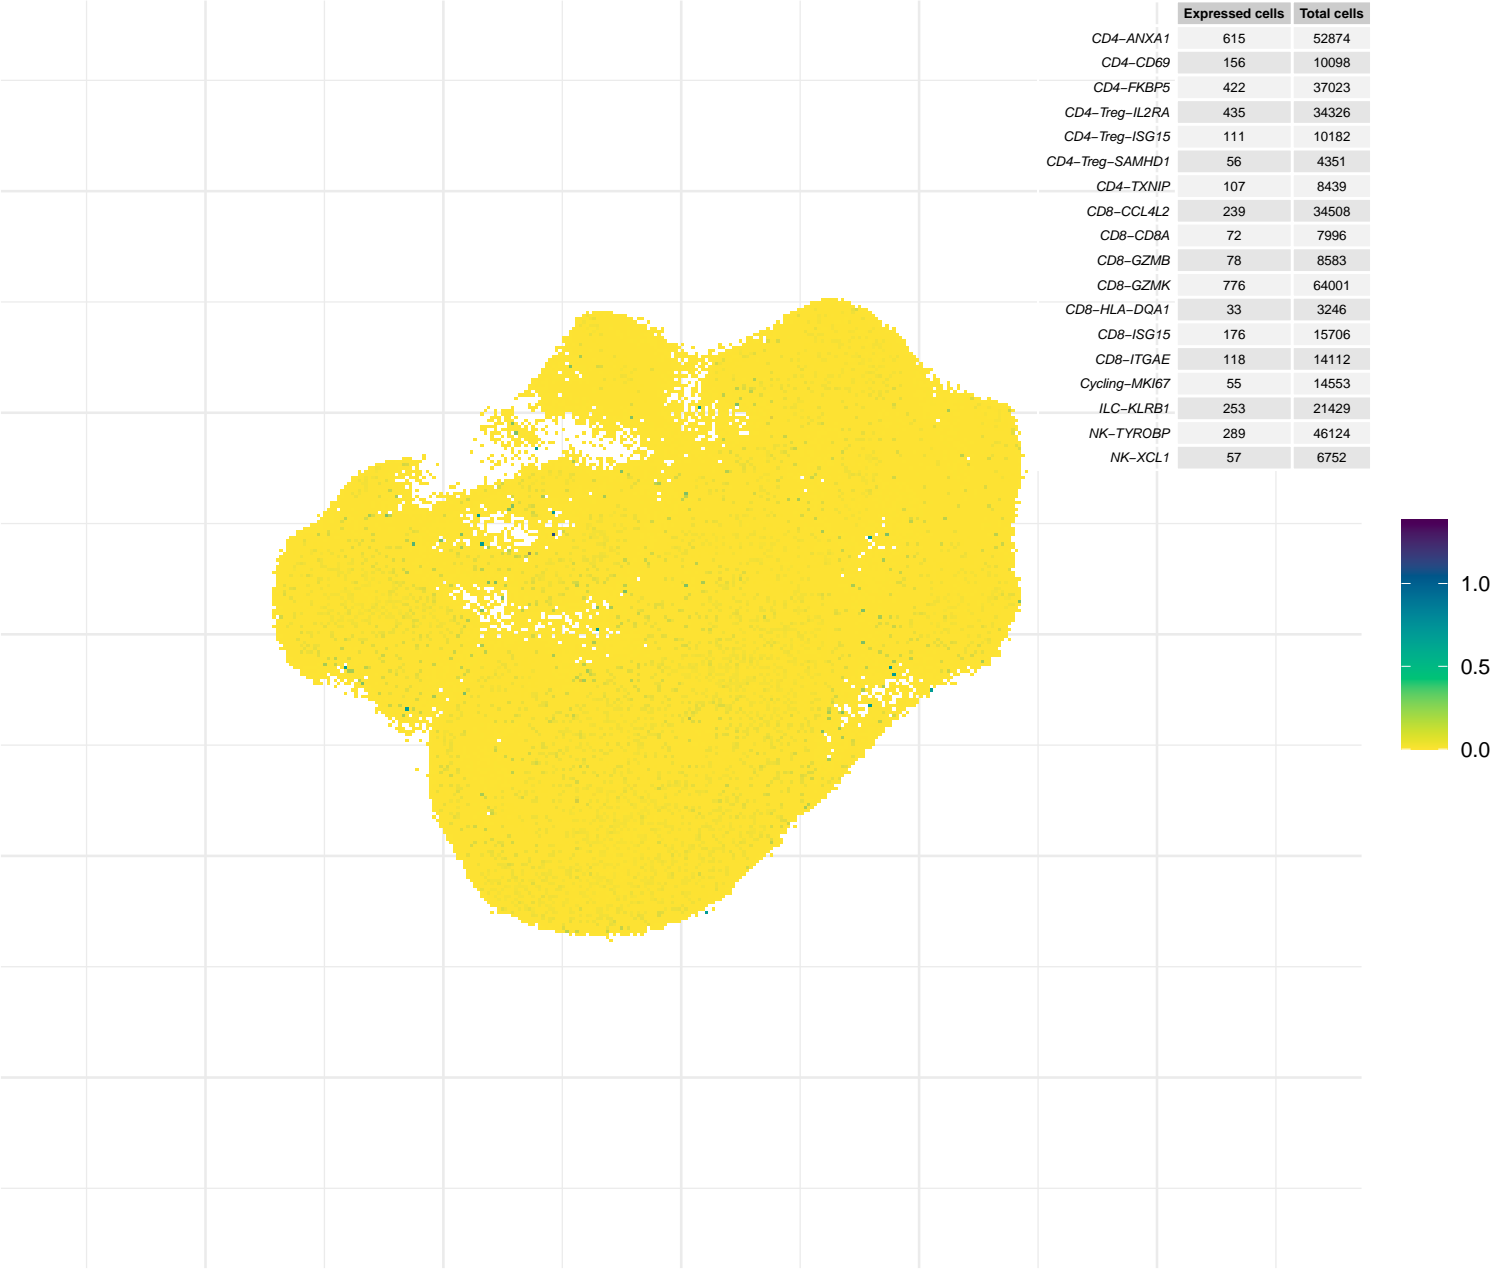 Expressed cells Total cells
CD4−ANXA1 615 52874
CD4−CD69 156 10098
CD4−FKBP5 422 37023
CD4−Treg−IL2RA 435 34326
CD4−Treg−ISG15 111 10182
CD4−Treg−SAMHD1 56 4351
CD4−TXNIP 107 8439
CD8−CCL4L2 239 34508
CD8−CD8A 72 7996
CD8−GZMB 78 8583
CD8−GZMK 776 64001
CD8−HLA−DQA1 33 3246
CD8−ISG15 176 15706
CD8−ITGAE 118 14112
Cycling−MKI67 55 14553
ILC−KLRB1 253 21429
NK−TYROBP 289 46124
NK−XCL1 57 6752
1.0
0.5
0.0